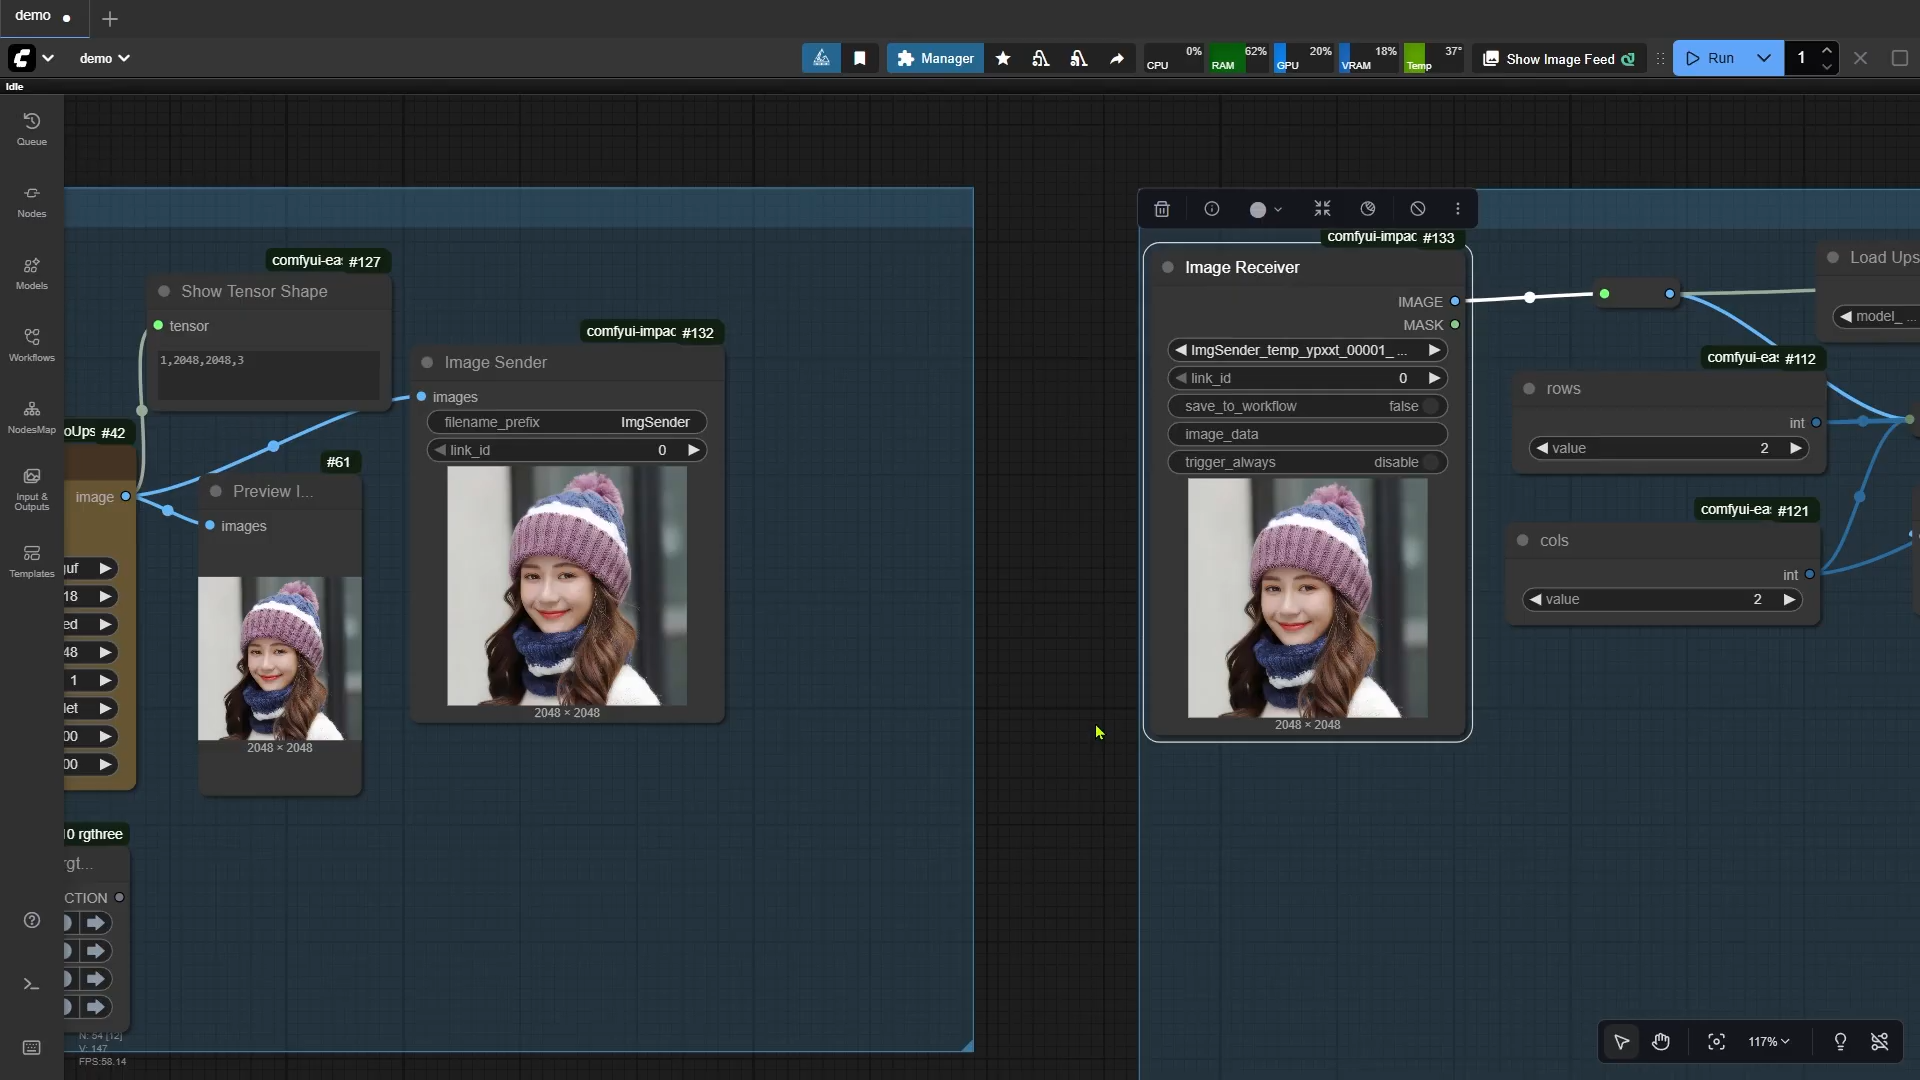 demo
demo
Manager
CPU 0%
RAM 62%
GPU 20%
VRAM 18%
Temp 37°
Show Image Feed
Run
1
Idle
Queue
Nodes
Models
Workflows
NodesMap
Input &
Outputs
Templates
comfyui-ea #127
Show Tensor Shape
tensor
1,2048,2048,3
oUps #42
image
uf
18
ed
48
1
let
00
00
#61
Preview I...
images
2048 × 2048
comfyui-impac #132
Image Sender
images
filename_prefix ImgSender
link_id 0
2048 × 2048
10 rgthree
rgt...
CTION
N: 54 [12]
V: 147
FPS:58.14
comfyui-impac #133
Image Receiver
IMAGE
MASK
ImgSender_temp_ypxxt_00001_ ...
link_id 0
save_to_workflow false
image_data
trigger_always disable
2048 × 2048
Load Ups
model_ ...
comfyui-ea #112
rows
int
value 2
comfyui-ea #121
cols
int
value 2
117%